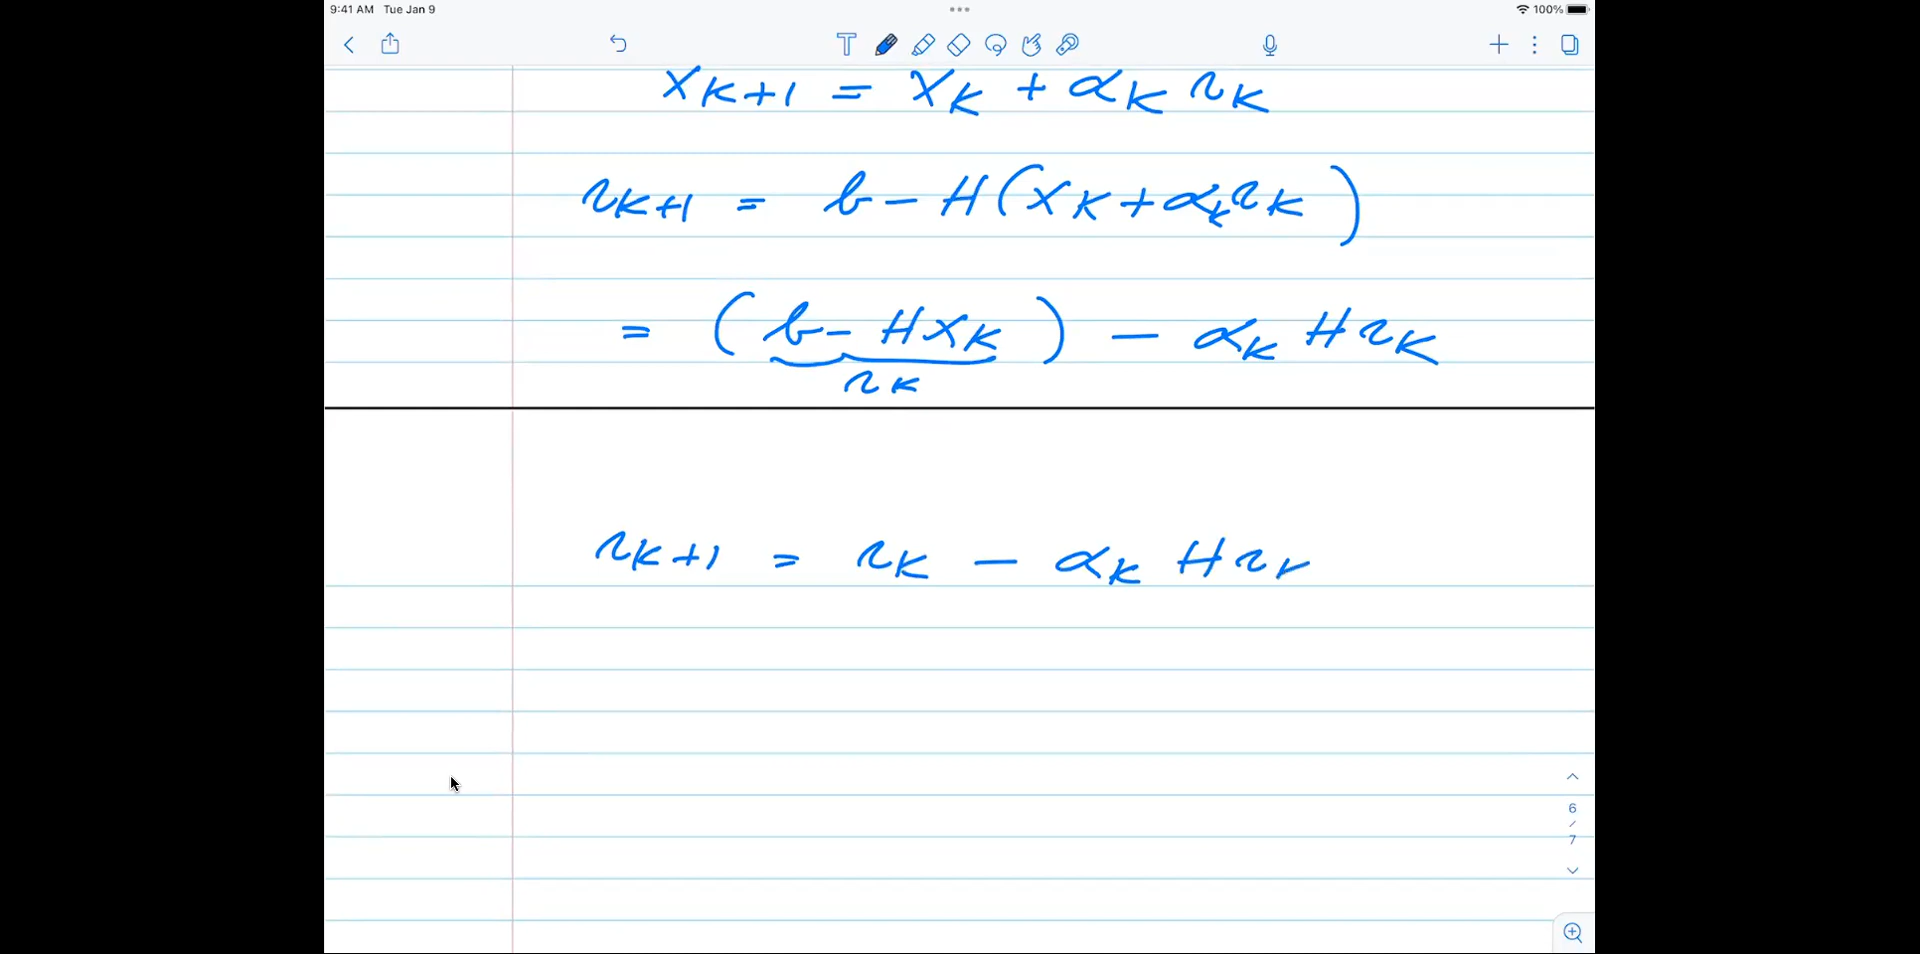 9:41 AM Tue Jan 9 100%
x_{k+1} = x_k + α_k r_k
r_{k+1} = b - H(x_k + α_k r_k)
= (b - Hx_k) - α_k H r_k
r_k
r_{k+1} = r_k - α_k H r_k
6
/
7